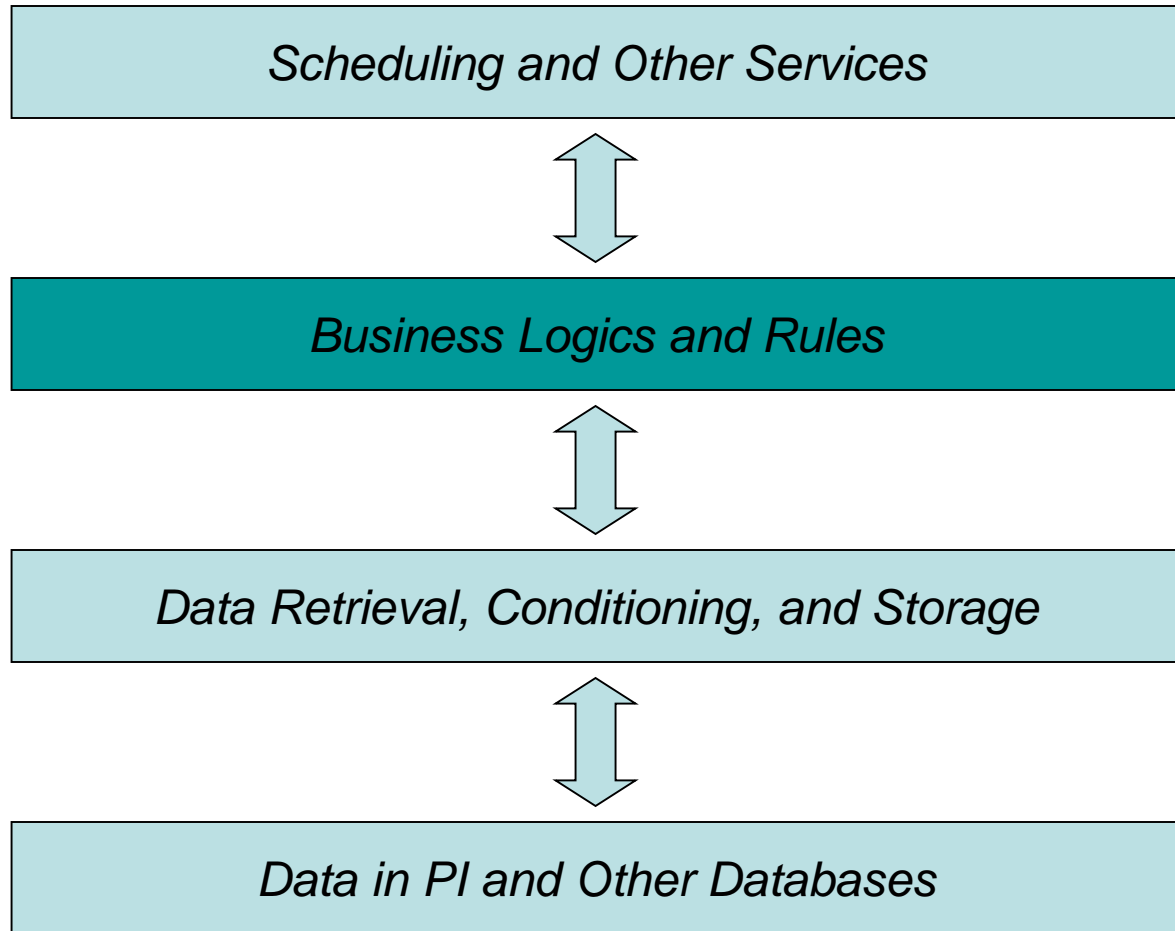 Scheduling and Other Services
Business Logics and Rules
Data Retrieval, Conditioning, and Storage
Data in PI and Other Databases